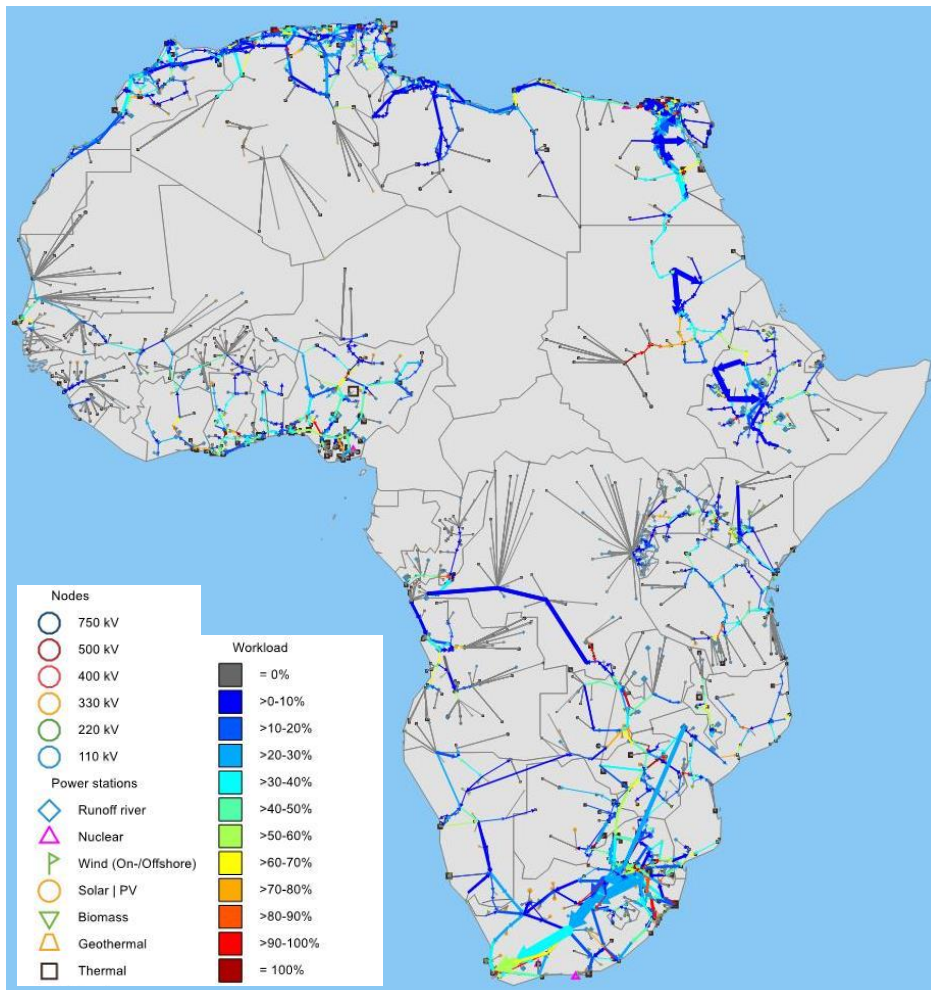 Nodes
750 kV
500 kV
400 kV
330 kV
220 kV
110 kV
Power stations
Runoff river
Nuclear
Wind (On-/Offshore)
Solar | PV
Biomass
Geothermal
Thermal
Workload
= 0%
>0-10%
>10-20%
>20-30%
>30-40%
>40-50%
>50-60%
>60-70%
>70-80%
>80-90%
>90-100%
= 100%